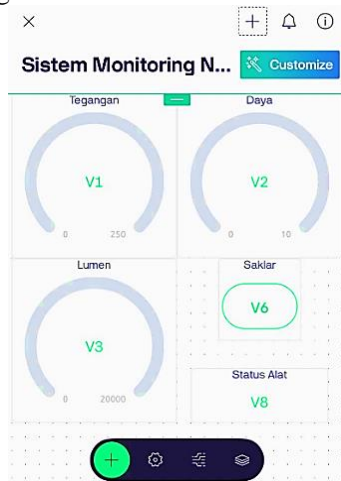 Sistem Monitoring N... Customize
Tegangan Daya
V1 V2
0 250 0 10
Lumen Saklar
V6
V3
Status Alat
0 20000 V8